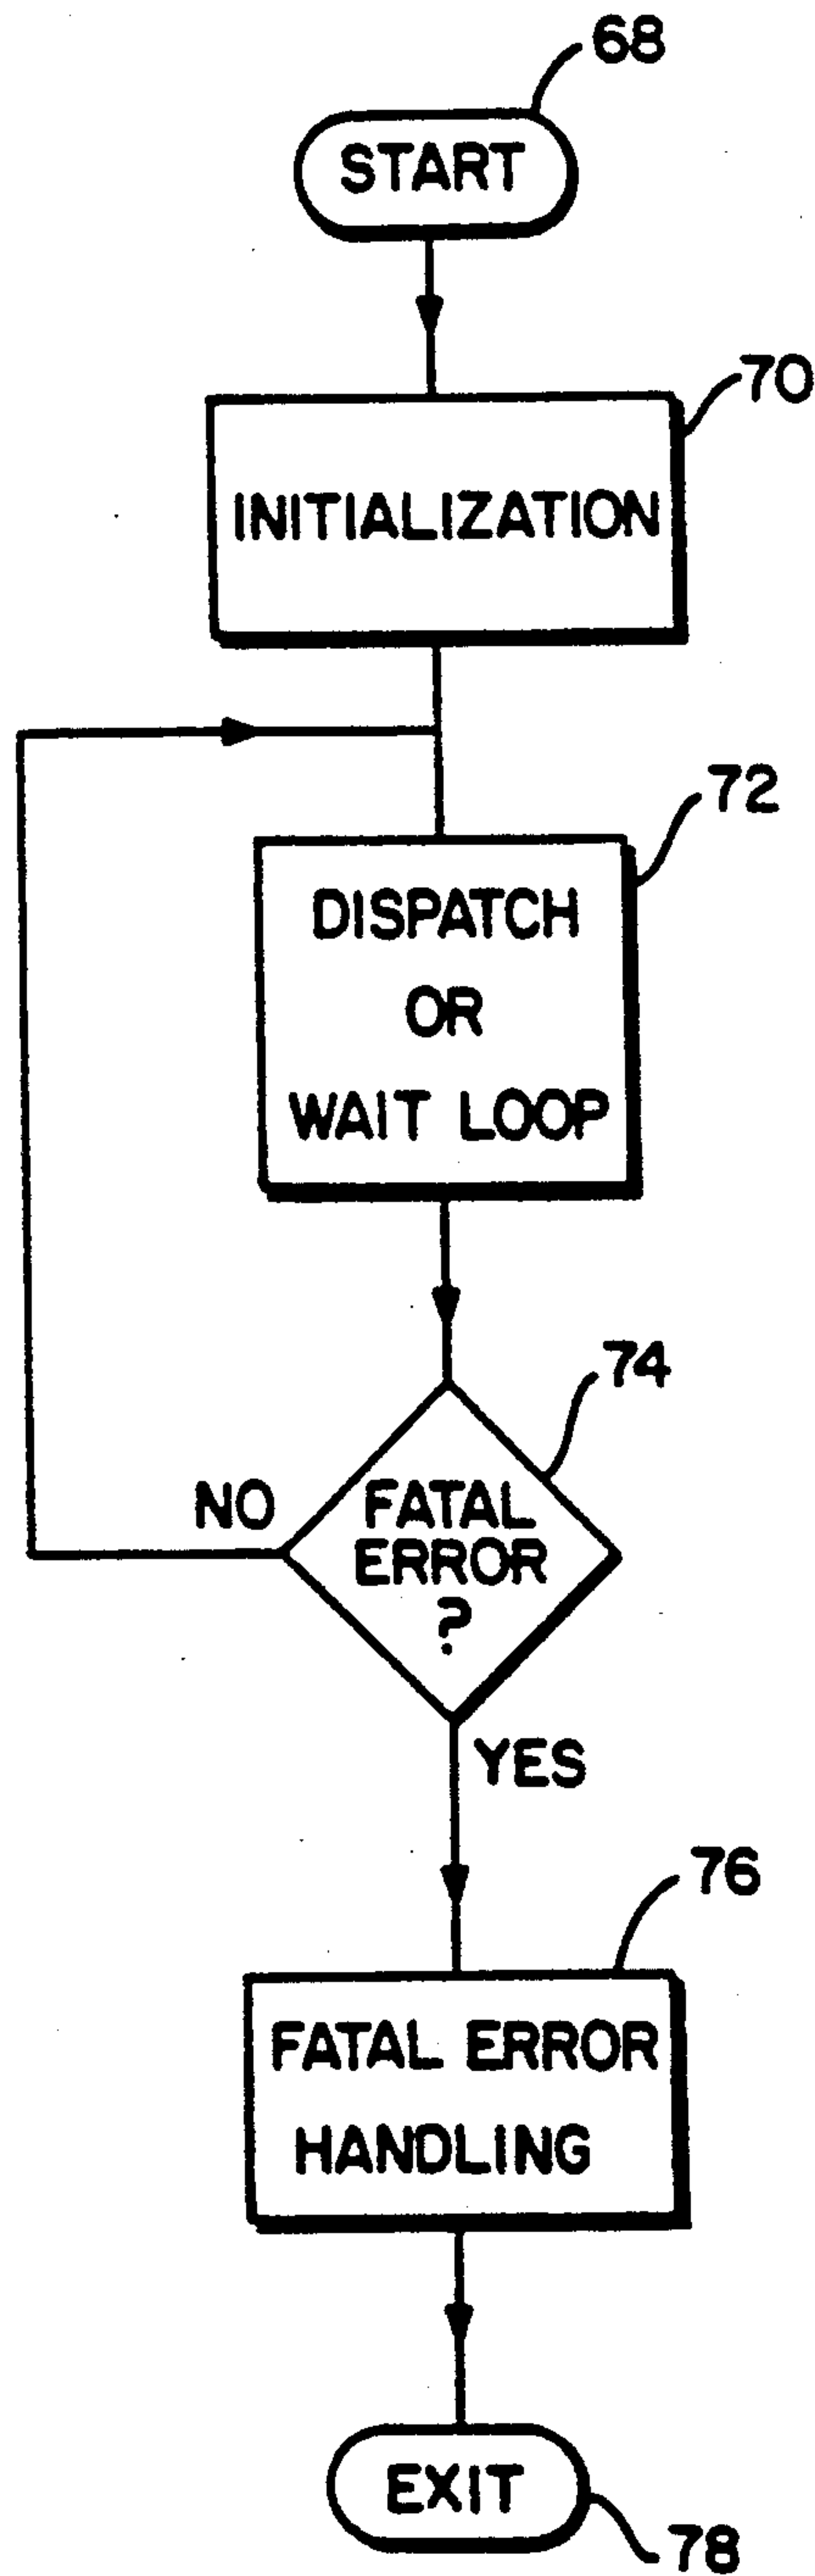 68
START
70
INITIALIZATION
72
DISPATCH
OR
WAIT LOOP
74
NO
FATAL
ERROR
?
YES
76
FATAL ERROR
HANDLING
EXIT
78